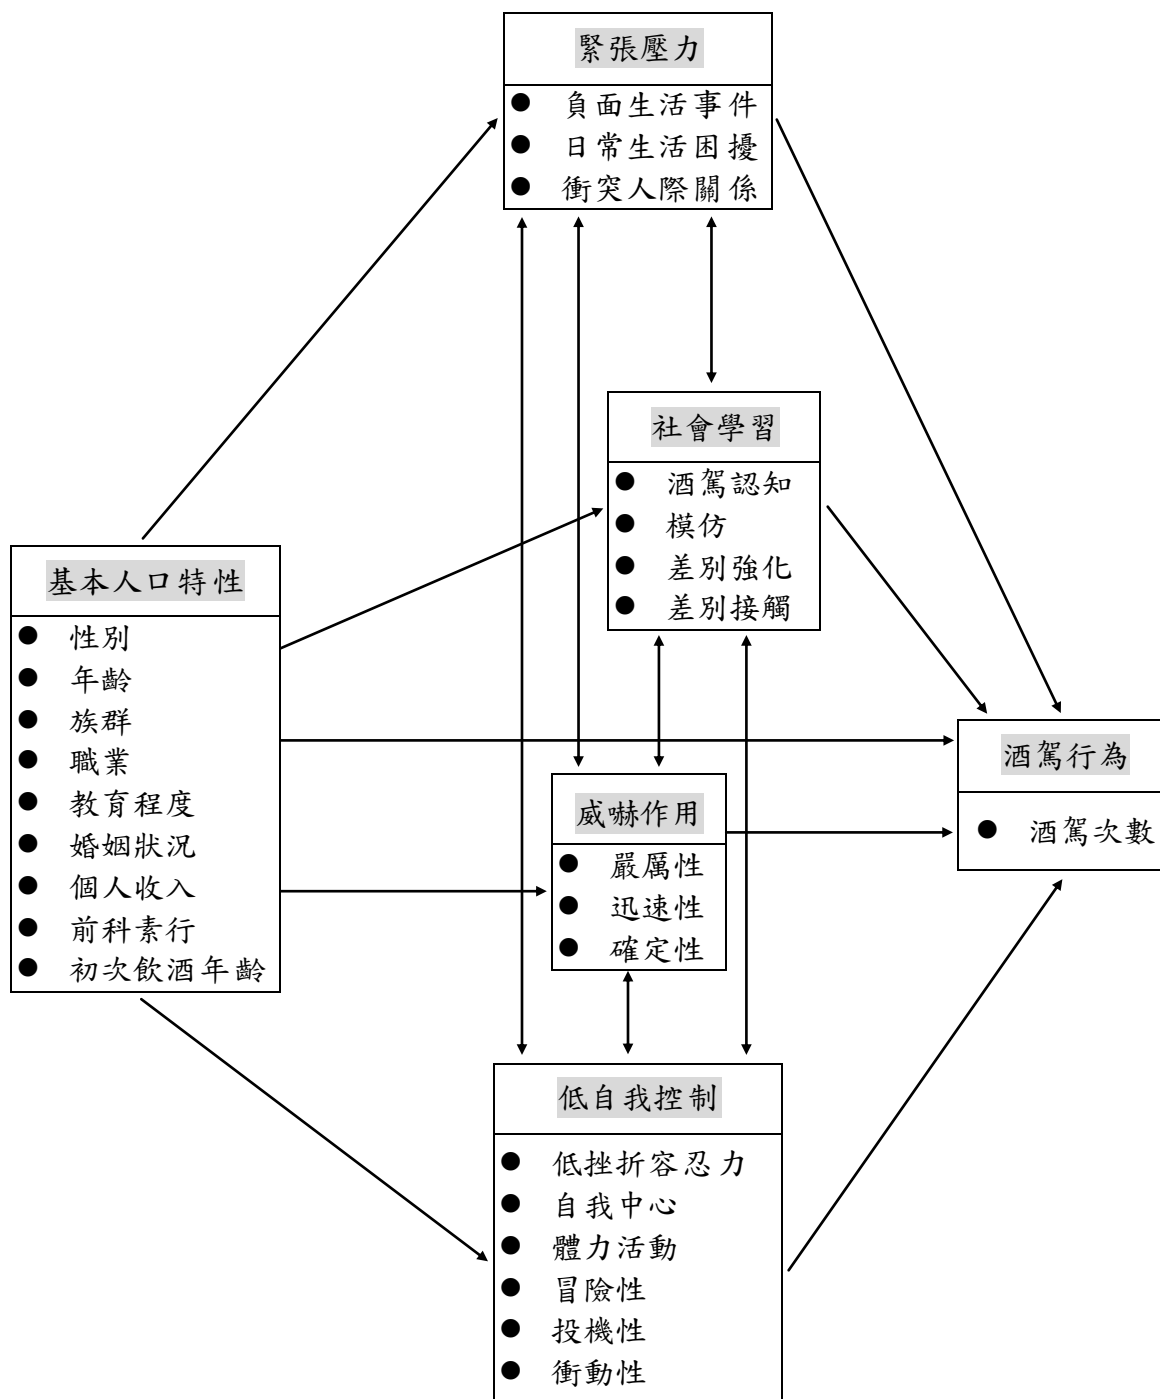 緊張壓力
● 負面生活事件
● 日常生活困擾
● 衝突人際關係
社會學習
● 酒駕認知
● 模仿
● 差別強化
● 差別接觸
基本人口特性
● 性別
● 年齡
● 族群
● 職業
● 教育程度
● 婚姻狀況
● 個人收入
● 前科素行
● 初次飲酒年齡
威嚇作用
● 嚴厲性
● 迅速性
● 確定性
酒駕行為
● 酒駕次數
低自我控制
● 低挫折容忍力
● 自我中心
● 體力活動
● 冒險性
● 投機性
● 衝動性